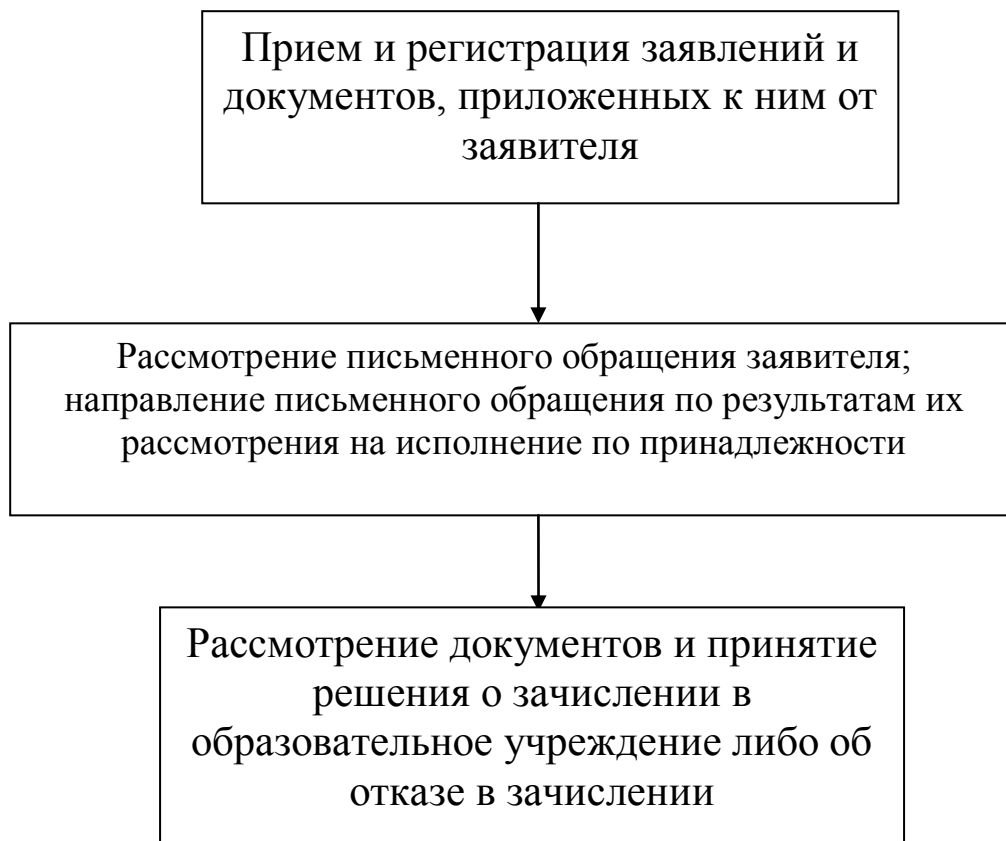 Прием и регистрация заявлений и
документов, приложенных к ним от
заявителя
Рассмотрение письменного обращения заявителя;
направление письменного обращения по результатам их
рассмотрения на исполнение по принадлежности
Рассмотрение документов и принятие
решения о зачислении в
образовательное учреждение либо об
отказе в зачислении